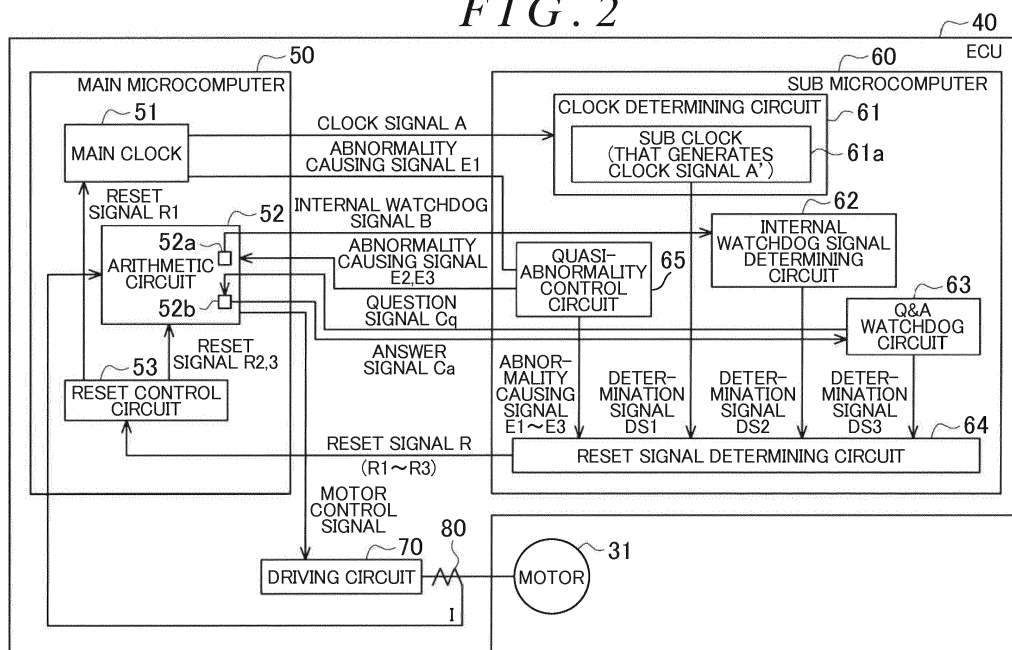 FIG. 2
40
ECU
50
MAIN MICROCOMPUTER
60
SUB MICROCOMPUTER
51
MAIN CLOCK
CLOCK SIGNAL A
ABNORMALITY
CAUSING SIGNAL E1
CLOCK DETERMINING CIRCUIT
61
SUB CLOCK
(THAT GENERATES
CLOCK SIGNAL A')
61a
RESET
SIGNAL R1
52
52a
ARITHMETIC
CIRCUIT
52b
INTERNAL WATCHDOG
SIGNAL B
62
INTERNAL
WATCHDOG SIGNAL
DETERMINING
CIRCUIT
ABNORMALITY
CAUSING SIGNAL
E2,E3
QUASI-
ABNORMALITY
CONTROL
CIRCUIT
65
63
Q&A
WATCHDOG
CIRCUIT
QUESTION
SIGNAL Cq
ANSWER
SIGNAL Ca
RESET
SIGNAL R2,3
53
RESET CONTROL
CIRCUIT
ABNOR-
MALITY
CAUSING
SIGNAL
E1~E3
DETER-
MINATION
SIGNAL
DS1
DETER-
MINATION
SIGNAL
DS2
DETER-
MINATION
SIGNAL
DS3
64
RESET SIGNAL DETERMINING CIRCUIT
RESET SIGNAL R
(R1~R3)
MOTOR
CONTROL
SIGNAL
70
DRIVING CIRCUIT
80
I
31
MOTOR